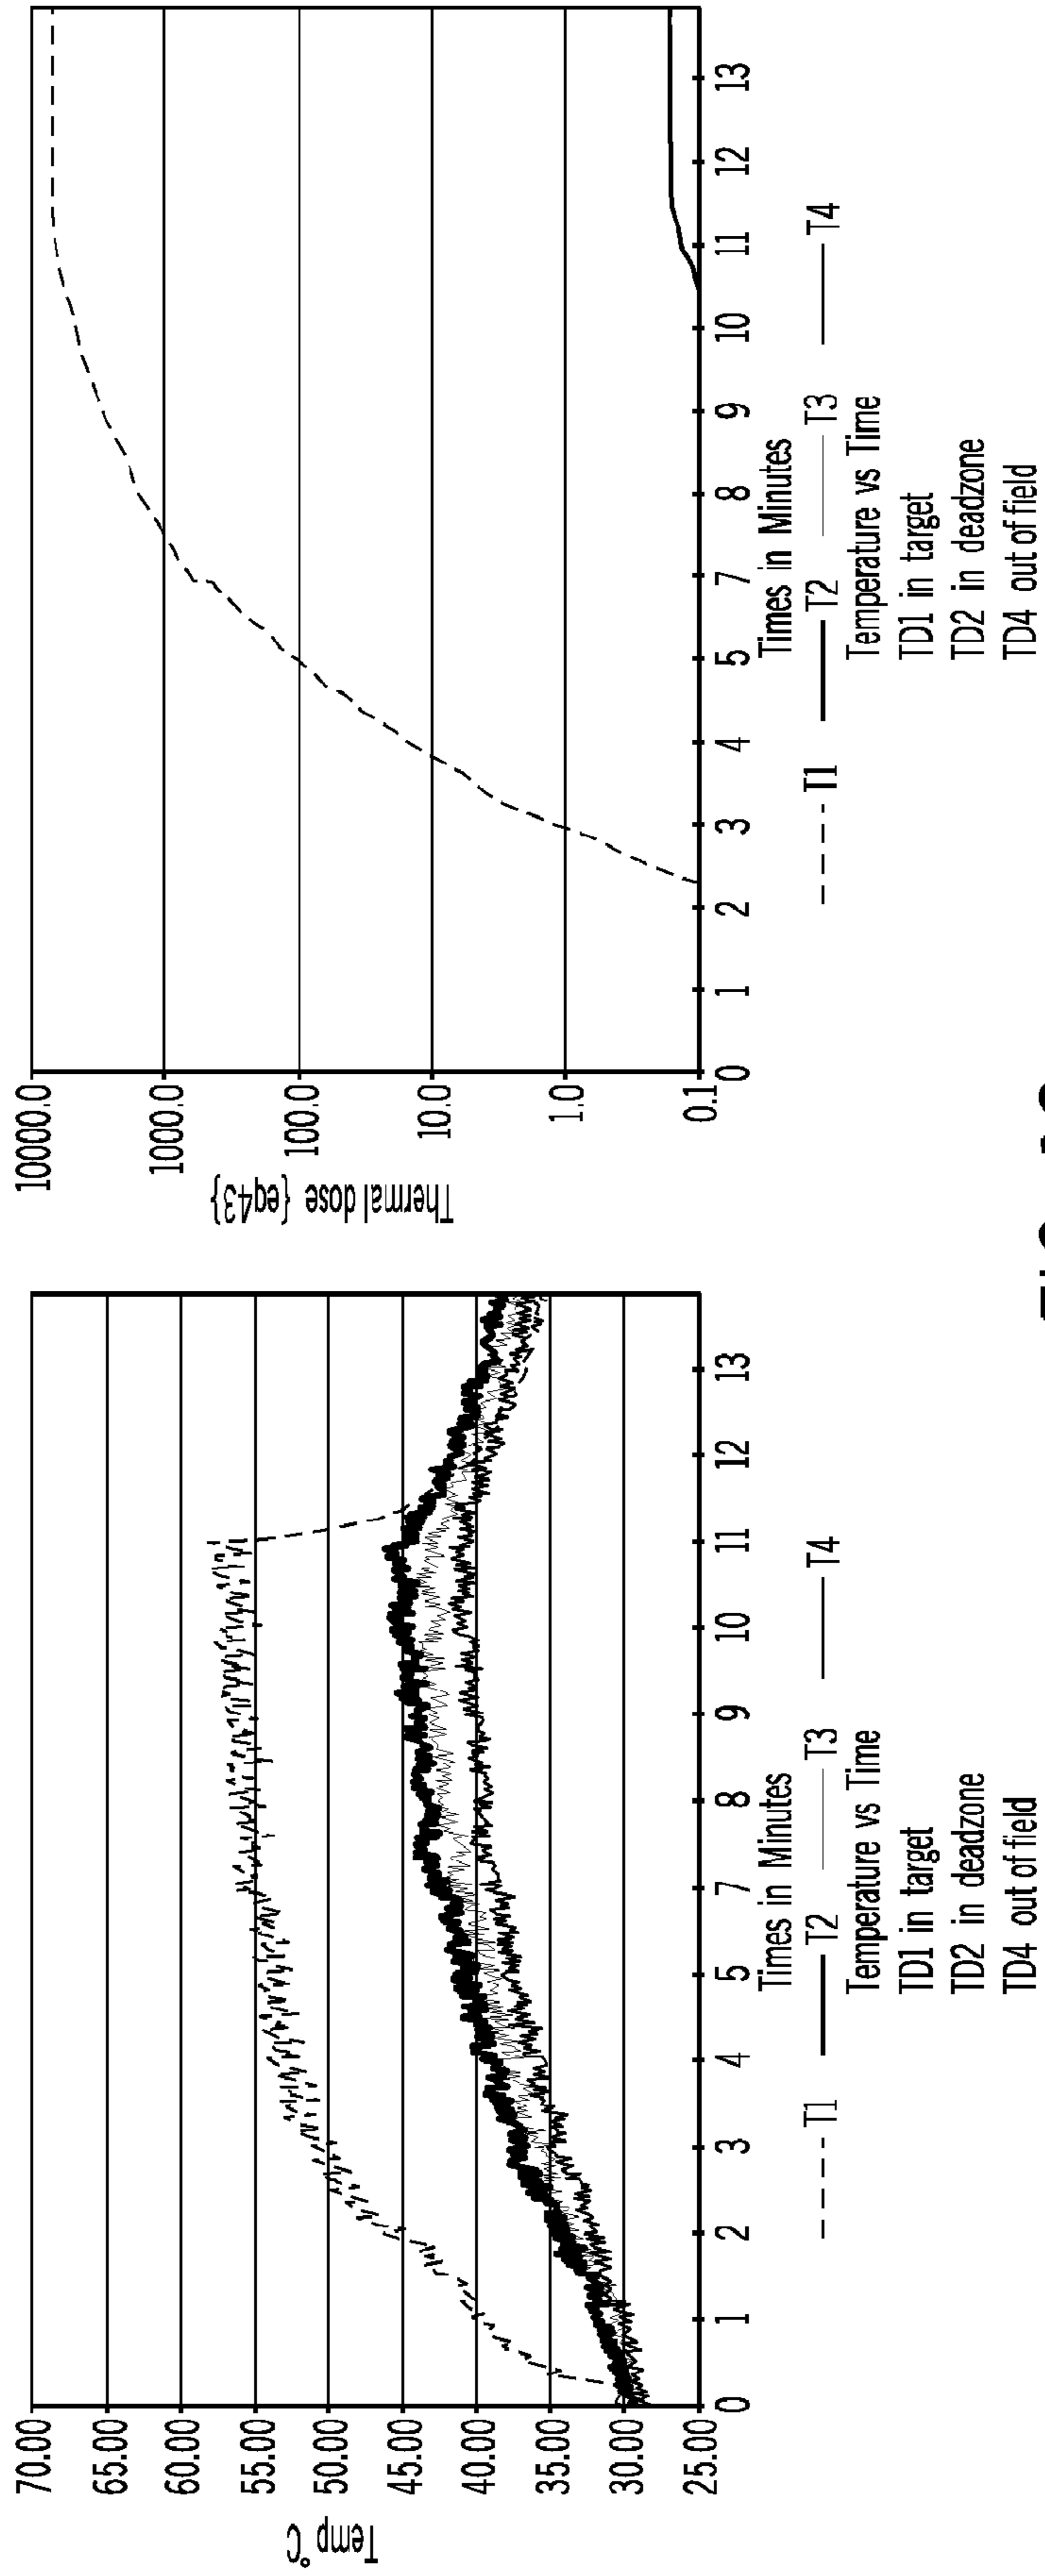 70.00
65.00
60.00
55.00
50.00
45.00
40.00
35.00
30.00
25.00
Temp°C
0 1 2 3 4 5 7 8 9 10 11 12 13
Times in Minutes
T1 T2 T3 T4
Temperature vs Time
TD1 in target
TD2 in deadzone
TD4 out of field
10000.0
1000.0
100.0
10.0
1.0
0.1
Thermal dose {eq43}
0 1 2 3 4 5 7 8 9 10 11 12 13
Times in Minutes
T1 T2 T3 T4
Temperature vs Time
TD1 in target
TD2 in deadzone
TD4 out of field